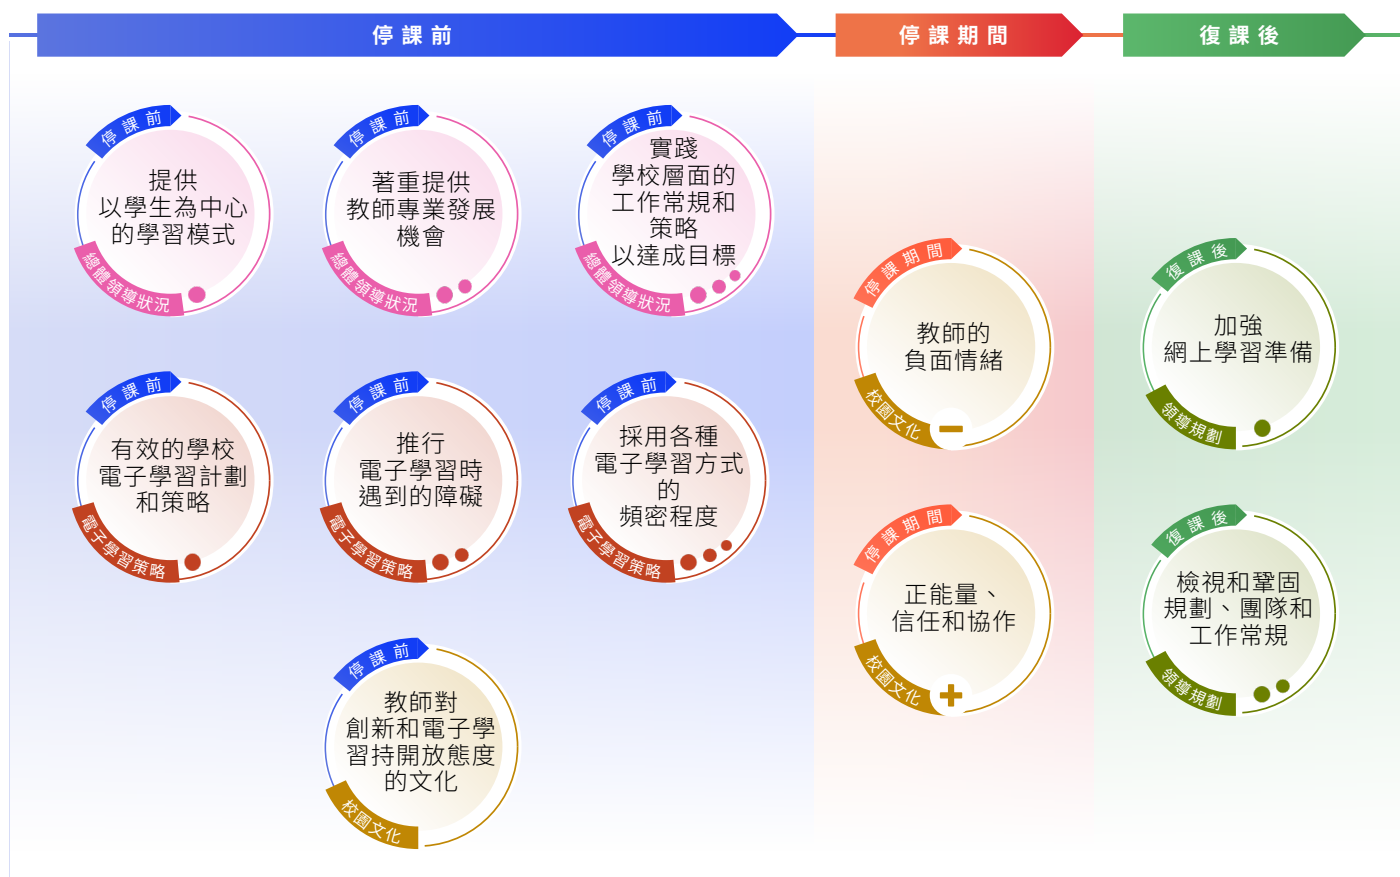 停課前
停課期間
復課後
停課前
提供
以學生為中心
的學習模式
總體領導狀況
停課前
著重提供
教師專業發展
機會
總體領導狀況
停課前
實踐
學校層面的
工作常規和
策略
以達成目標
總體領導狀況
停課前
有效的學校
電子學習計劃
和策略
電子學習策略
停課前
推行
電子學習時
遇到的障礙
電子學習策略
停課前
採用各種
電子學習方式
的
頻密程度
電子學習策略
停課前
教師對
創新和電子學
習持開放態度
的文化
校園文化
停課期間
教師的
負面情緒
校園文化
停課期間
正能量、
信任和協作
校園文化
復課後
加強
網上學習準備
領導規劃
復課後
檢視和鞏固
規劃、團隊和
工作常規
領導規劃